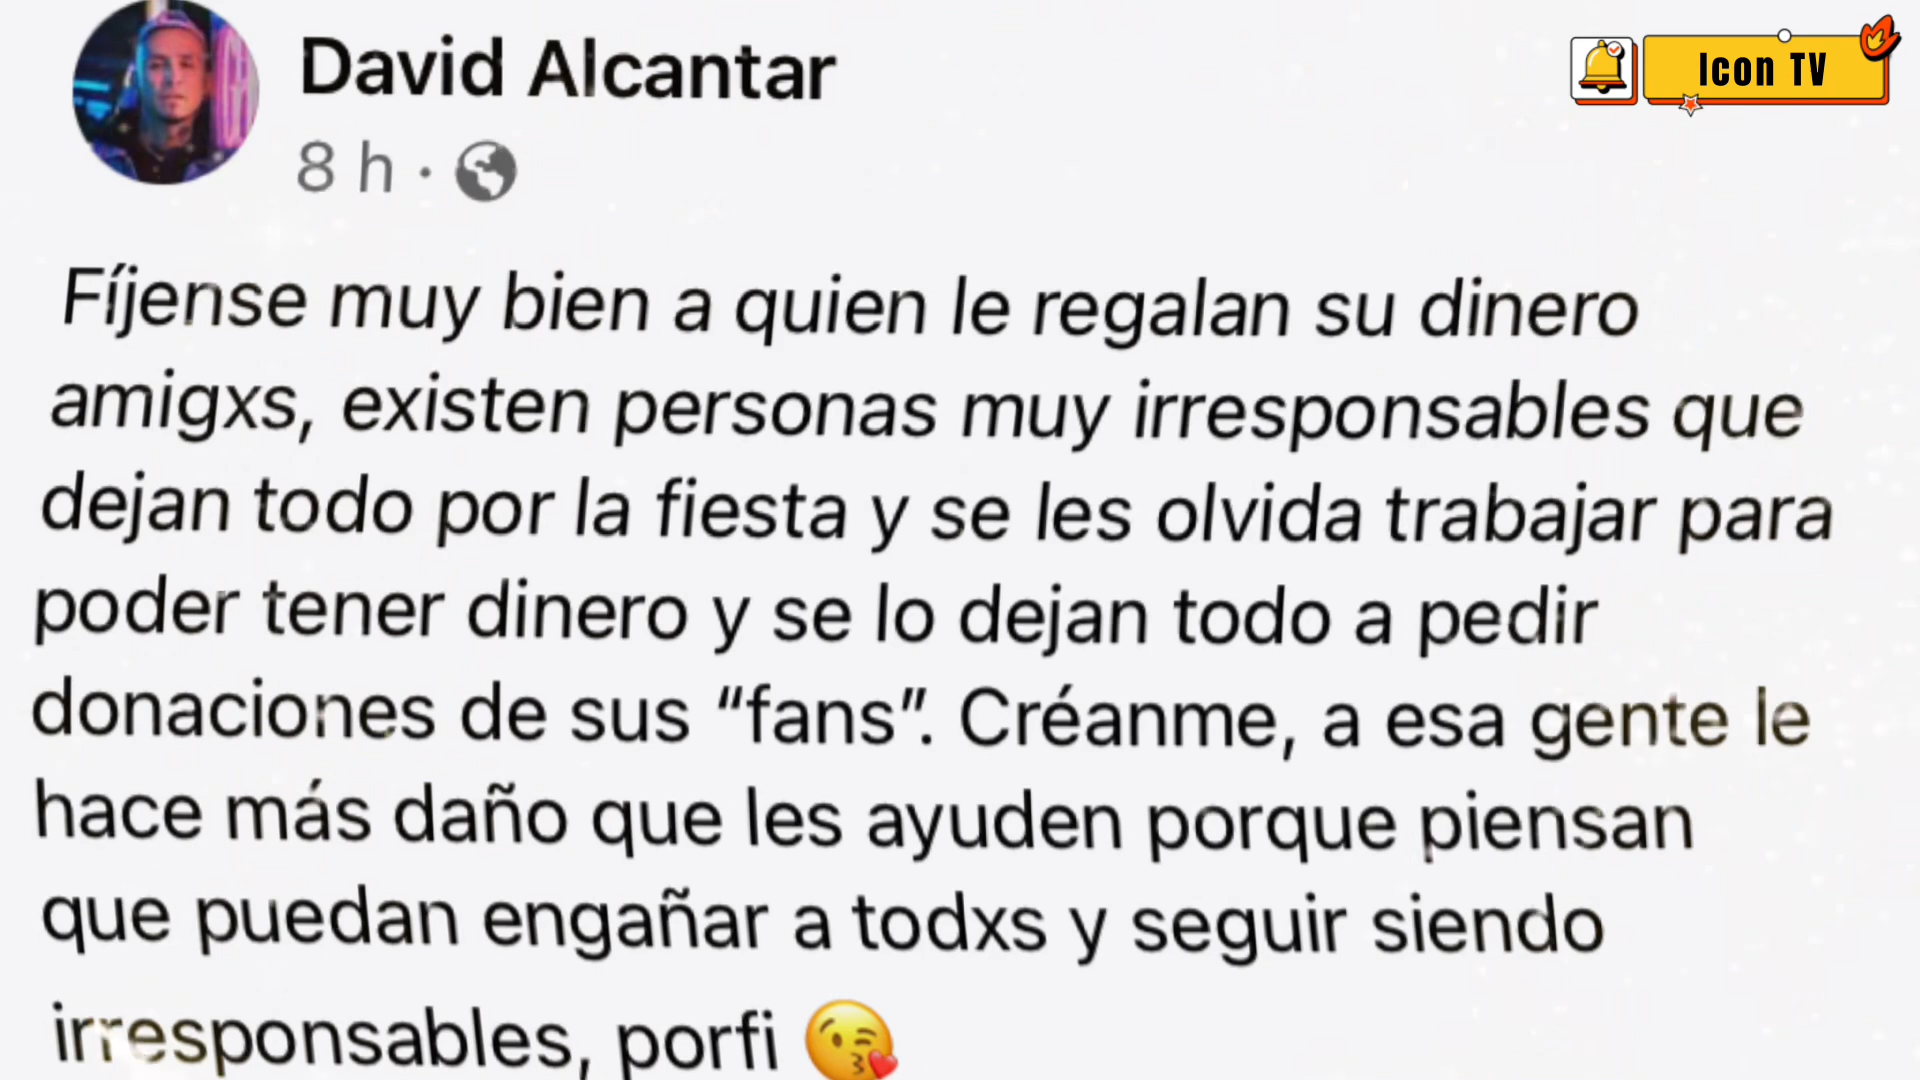 David Alcantar
8 h ·
Icon TV
Fíjense muy bien a quien le regalan su dinero
amigxs, existen personas muy irresponsables que
dejan todo por la fiesta y se les olvida trabajar para
poder tener dinero y se lo dejan todo a pedir
donaciones de sus “fans”. Créanme, a esa gente le
hace más daño que les ayuden porque piensan
que puedan engañar a todxs y seguir siendo
irresponsables, porfi 😘